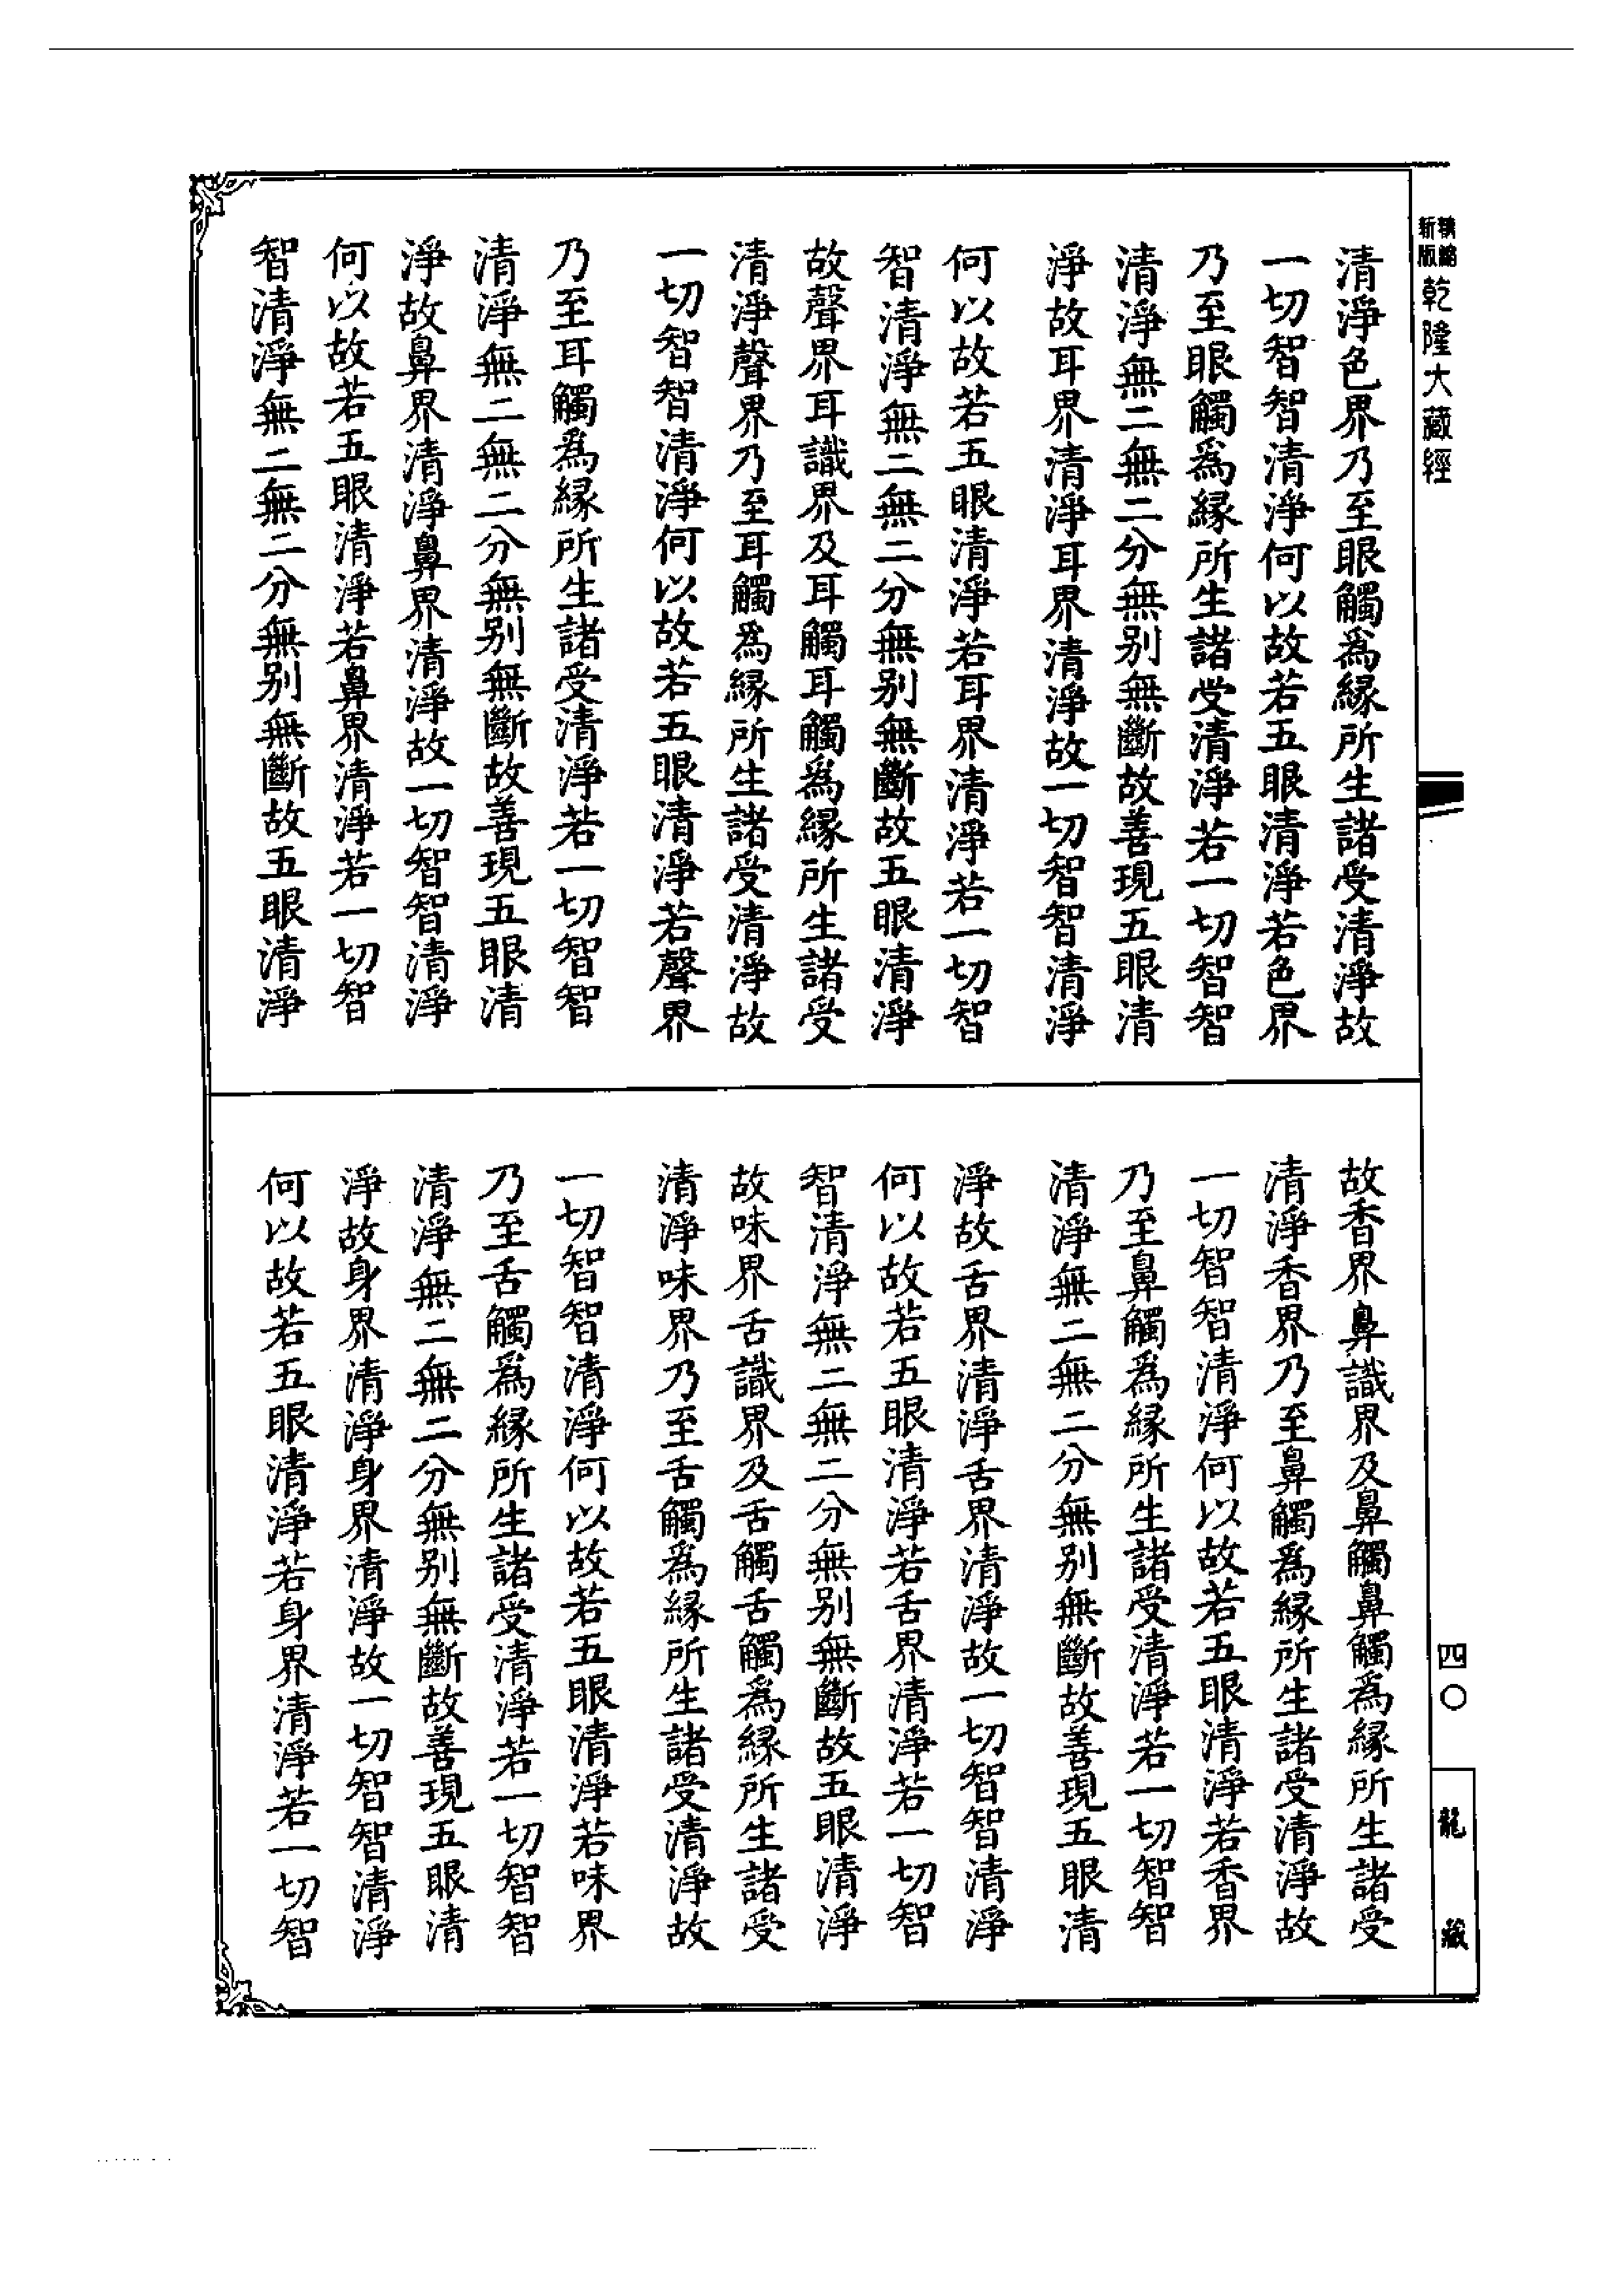 精縮新版乾隆大藏經
清淨色界乃至眼觸為緣所生諸受清淨故
一切智智清淨何以故若五眼清淨若色界
乃至眼觸為緣所生諸受清淨若一切智智
清淨無二無二分無別無斷故善現五眼清
淨故耳界清淨耳界清淨故一切智智清淨
何以故若五眼清淨若耳界清淨若一切智
智清淨無二無二分無別無斷故五眼清淨
故聲界耳識界及耳觸耳觸為緣所生諸受
清淨聲界乃至耳觸為緣所生諸受清淨故
一切智智清淨何以故若五眼清淨若聲界
乃至耳觸為緣所生諸受清淨若一切智智
清淨無二無二分無別無斷故善現五眼清
淨故鼻界清淨鼻界清淨故一切智智清淨
何以故若五眼清淨若鼻界清淨若一切智
智清淨無二無二分無別無斷故五眼清淨
故香界鼻識界及鼻觸鼻觸為緣所生諸受
清淨香界乃至鼻觸為緣所生諸受清淨故
一切智智清淨何以故若五眼清淨若香界
乃至鼻觸為緣所生諸受清淨若一切智智
清淨無二無二分無別無斷故善現五眼清
淨故舌界清淨舌界清淨故一切智智清淨
何以故若五眼清淨若舌界清淨若一切智
智清淨無二無二分無別無斷故五眼清淨
故味界舌識界及舌觸舌觸為緣所生諸受
清淨味界乃至舌觸為緣所生諸受清淨故
一切智智清淨何以故若五眼清淨若味界
乃至舌觸為緣所生諸受清淨若一切智智
清淨無二無二分無別無斷故善現五眼清
淨故身界清淨身界清淨故一切智智清淨
何以故若五眼清淨若身界清淨若一切智
四〇
龍藏